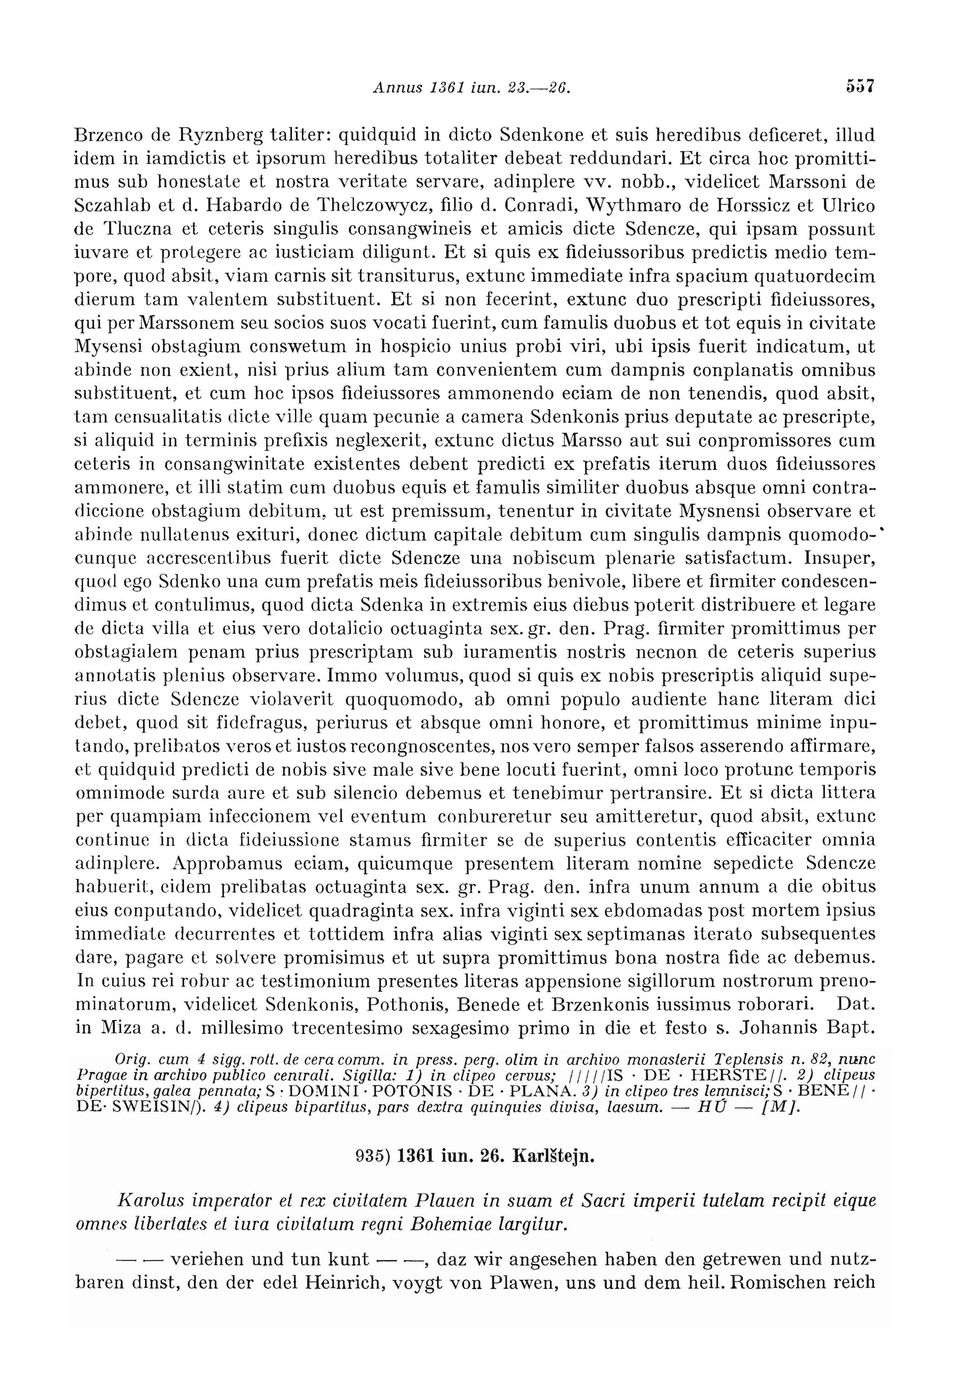 Annus 1361 iun. 23.—26. 557
Brzenco de Ryznberg taliter: quidquid in dicto Sdenkone et suis heredibus deficeret, illud
idem in iamdictis et ipsorum heredibus totaliter debeat reddundari. Et circa hoc promitti-
mus sub honestate et nostra veritate servare, adinplere vv. nobb., videlicet Marssoni de
Sczahlab et d. Habardo de Thelczowycz, filio d. Conradi, Wythmaro de Horssicz et Ulrico
de Tluczna et ceteris singulis consangwineis et amicis dicte Sdencze, qui ipsam possunt
iuvare et protegere ac iusticiam diligunt. Et si quis ex fideiussoribus predictis medio tem-
pore, quod absit, viam carnis sit transiturus, extunc immediate infra spacium quatuordecim
dierum tam valentem substituent. Et si non fecerint, extunc duo prescripti fideiussores,
qui per Marssonem seu socios suos vocati fuerint, cum famulis duobus et tot equis in civitate
Mysensi obstagium conswetum in hospicio unius probi viri, ubi ipsis fuerit indicatum, ut
abinde non exient, nisi prius alium tam convenientem cum dampnis conplanatis omnibus
substituent, et cum hoc ipsos fideiussores ammonendo eciam de non tenendis, quod absit,
tam censualitatis dicte ville quam pecunie a camera Sdenkonis prius deputate ac prescripte,
si aliquid in terminis prefixis neglexerit, extunc dictus Marsso aut sui conpromissores cum
ceteris in consangwinitate existentes debent predicti ex prefatis iterum duos fideiussores
ammonere, et illi statim cum duobus equis et famulis similiter duobus absque omni contra-
diccione obstagium debitum, ut est premissum, tenentur in civitate Mysnensi observare et
abinde nullatenus exituri, donec dictum capitale debitum cum singulis dampnis quomodo-
cunque accrescentibus fuerit dicte Sdencze una nobiscum plenarie satisfactum. Insuper,
quod ego Sdenko una cum prefatis meis fideiussoribus benivole, libere et firmiter condescen-
dimus et contulimus, quod dicta Sdenka in extremis eius diebus poterit distribuere et legare
de dicta villa et eius vero dotalicio octuaginta sex. gr. den. Prag. firmiter promittimus per
obstagialem penam prius prescriptam sub iuramentis nostris necnon de ceteris superius
annotatis plenius observare. Immo volumus, quod si quis ex nobis prescriptis aliquid supe-
rius dicte Sdencze violaverit quoquomodo, ab omni populo audiente hanc literam dici
debet, quod sit fidefragus, periurus et absque omni honore, et promittimus minime inpu-
tando, prelibatos veros et iustos recongnoscentes, nos vero semper falsos asserendo affirmare,
et quidquid predicti de nobis sive male sive bene locuti fuerint, omni loco protunc temporis
omnimode surda aure et sub silencio debemus et tenebimur pertransire. Et si dicta littera
per quampiam infeccionem vel eventum conbureretur seu amitteretur, quod absit, extunc
continue in dicta fideiussione stamus firmiter se de superius contentis efficaciter omnia
adinplere. Approbamus eciam, quicumque presentem literam nomine sepedicte Sdencze
habuerit, eidem prelibatas octuaginta sex. gr. Prag. den. infra unum annum a die obitus
eius conputando, videlicet quadraginta sex. infra viginti sex ebdomadas post mortem ipsius
immediate decurrentes et tottidem infra alias viginti sex septimanas iterato subsequentes
dare, pagare et solvere promisimus et ut supra promittimus bona nostra fide ac debemus.
In cuius rei robur ac testimonium presentes literas appensione sigillorum nostrorum preno-
minatorum, videlicet Sdenkonis, Pothonis, Benede et Brzenkonis iussimus roborari. Dat.
in Miza a. d. millesimo trecentesimo sexagesimo primo in die et festo s. Johannis Bapt.
Orig. cum 4 sigg. rott. de cera comm. in press. perg. olim in archivo monasterii Teplensis n. 82, nunc
Pragae in archivo publico centrali. Sigilla: 1) in clipeo cervus; /////IS · DE · HERSTE//. 2) clipeus
bipertitus, galea pennata; S · DOMINI · POTONIS · DE · PLANA. 3) in clipeo tres lemnisci; S · BENE// ·
DE· SWEISIN/). 4) clipeus bipartitus, pars dextra quinquies divisa, laesum. — HÚ — [M].
935) 1361 iun. 26. Karlštejn.
Karolus imperator et rex civitatem Plauen in suam et Sacri imperii tutelam recipit eique
omnes libertates et iura civitatum regni Bohemiae largitur.
— — veriehen und tun kunt — —, daz wir angesehen haben den getrewen und nutz-
baren dinst, den der edel Heinrich, voygt von Plawen, uns und dem heil. Romischen reich